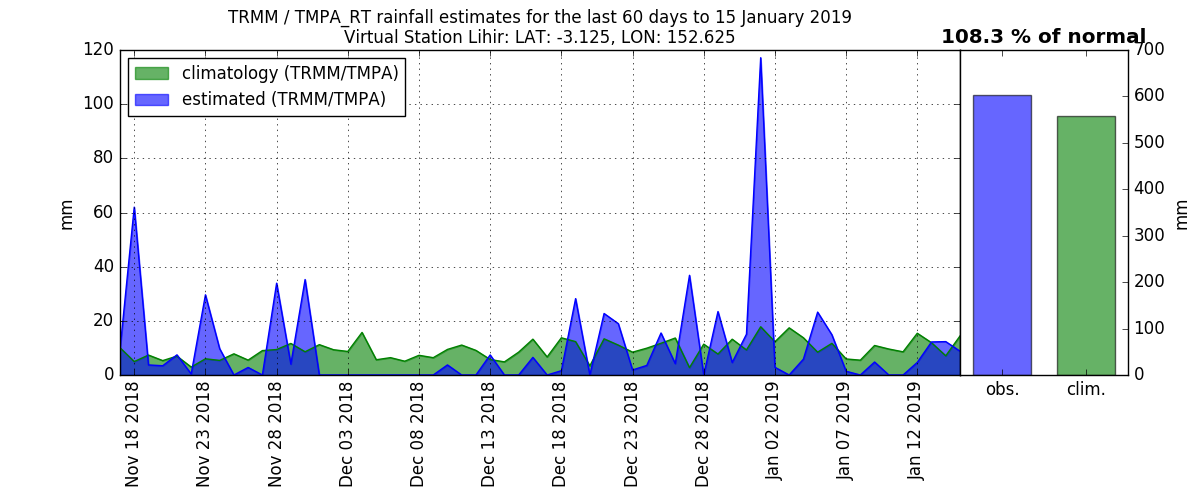 TRMM / TMPA_RT rainfall estimates for the last 60 days to 15 January 2019
Virtual Station Lihir: LAT: -3.125, LON: 152.625
108.3 % of normal
climatology (TRMM/TMPA)
estimated (TRMM/TMPA)
120
100
80
60
40
20
0
mm
700
600
500
400
300
200
100
0
mm
Nov 18 2018
Nov 23 2018
Nov 28 2018
Dec 03 2018
Dec 08 2018
Dec 13 2018
Dec 18 2018
Dec 23 2018
Dec 28 2018
Jan 02 2019
Jan 07 2019
Jan 12 2019
obs.
clim.